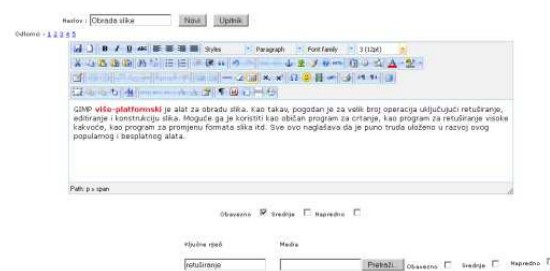 Naslov : Obrada slike Novi Upitnik
Odlomci : 1 2 3 4 5
Styles Paragraph Font family 3 (12pt)
GIMP više-platformski je alat za obradu slika. Kao takav, pogodan je za velik broj operacija uključujući retuširanje,
editiranje i konstrukciju slika. Moguće ga je koristiti kao običan program za crtanje, kao program za retuširanje visoke
kakvoće, kao program za promjenu formata slika itd. Sve ovo naglašava da je puno truda uloženo u razvoj ovog
popularnog i besplatnog alata.
Path: p » span
Obavezno Srednje Napredno
Ključna riječ Medra
retuširanje Pretraži... Obavezno Srednje Napredno